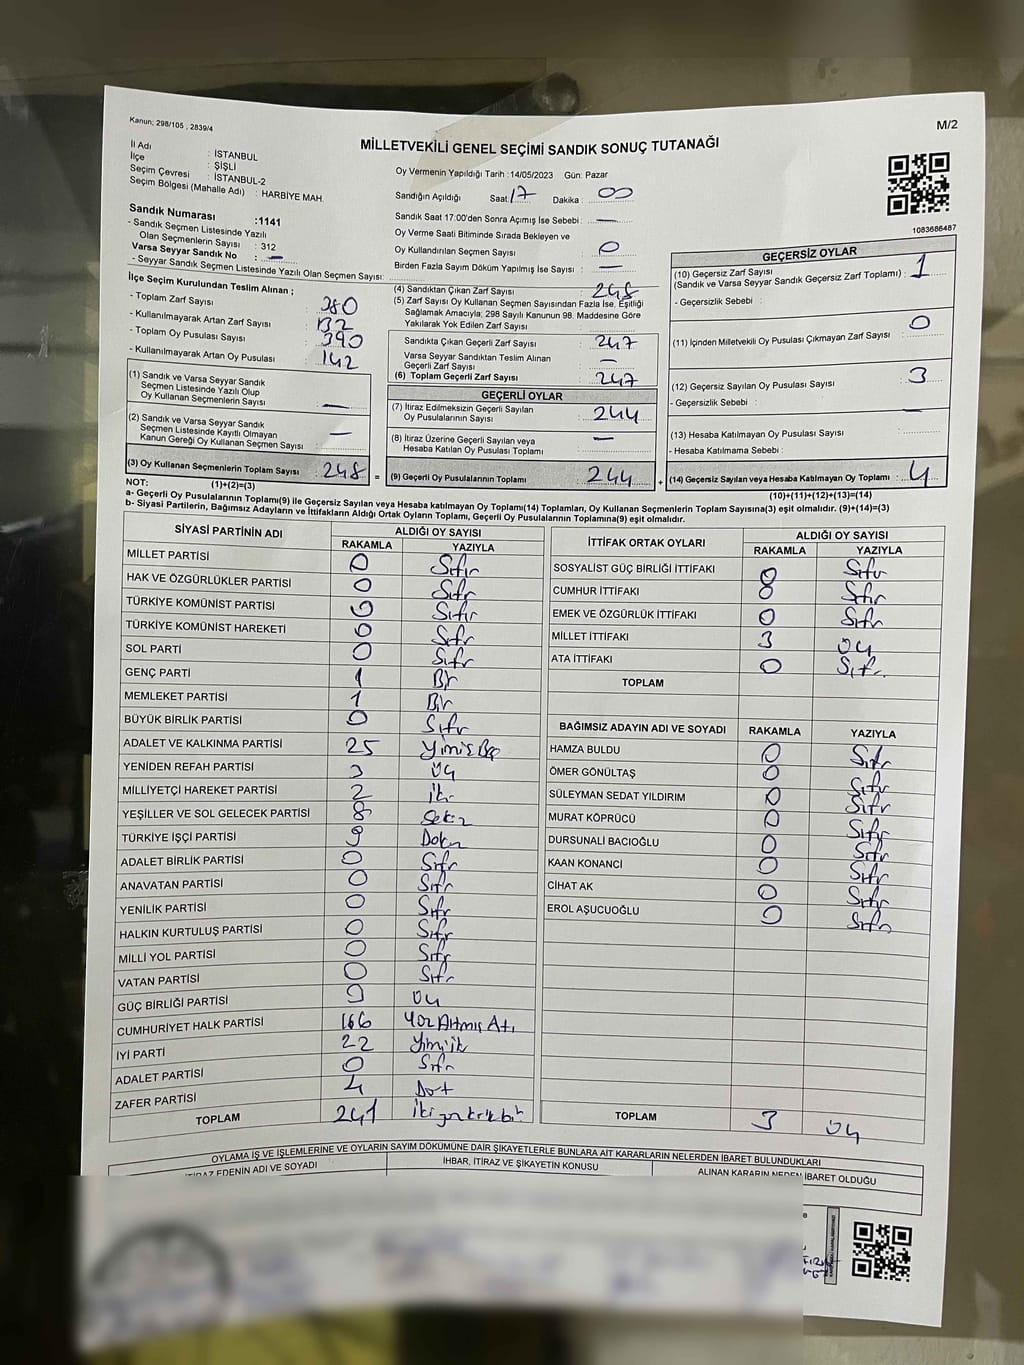 Kanun; 298/105 , 2839/4
M/2
MİLLETVEKİLİ GENEL SEÇİMİ SANDIK SONUÇ TUTANAĞI
İl Adı : İSTANBUL
İlçe : ŞİŞLİ
Seçim Çevresi : İSTANBUL-2
Seçim Bölgesi (Mahalle Adı) : HARBİYE MAH.
Sandık Numarası :1141
- Sandık Seçmen Listesinde Yazılı
Olan Seçmenlerin Sayısı : 312
Varsa Seyyar Sandık No : —
- Seyyar Sandık Seçmen Listesinde Yazılı Olan Seçmen Sayısı:
Oy Vermenin Yapıldığı Tarih :14/05/2023 Gün: Pazar
Sandığın Açıldığı Saat: 17 Dakika : 00
Sandık Saat 17:00'den Sonra Açımış İse Sebebi : —
Oy Verme Saati Bitiminde Sırada Bekleyen ve
Oy Kullandırılan Seçmen Sayısı : 0
Birden Fazla Sayım Döküm Yapılmış İse Sayısı : —
1083686487
İlçe Seçim Kurulundan Teslim Alınan ;
- Toplam Zarf Sayısı : 380
- Kullanılmayarak Artan Zarf Sayısı : 132
- Toplam Oy Pusulası Sayısı : 390
- Kullanılmayarak Artan Oy Pusulası : 142
(1) Sandık ve Varsa Seyyar Sandık
Seçmen Listesinde Yazılı Olup
Oy Kullanan Seçmenlerin Sayısı : —
(2) Sandık ve Varsa Seyyar Sandık
Seçmen Listesinde Kayıtlı Olmayan
Kanun Gereği Oy Kullanan Seçmen Sayısı : —
(3) Oy Kullanan Seçmenlerin Toplam Sayısı : 248 =
(4) Sandıktan Çıkan Zarf Sayısı : 248
(5) Zarf Sayısı Oy Kullanan Seçmen Sayısından Fazla İse, Eşitliği
Sağlamak Amacıyla; 298 Sayılı Kanunun 98. Maddesine Göre
Yakılarak Yok Edilen Zarf Sayısı :
Sandıkta Çıkan Geçerli Zarf Sayısı : 247
Varsa Seyyar Sandıktan Teslim Alınan
Geçerli Zarf Sayısı : —
(6) Toplam Geçerli Zarf Sayısı : 247
GEÇERLİ OYLAR
(7) İtiraz Edilmeksizin Geçerli Sayılan
Oy Pusulalarının Sayısı : 244
(8) İtiraz Üzerine Geçerli Sayılan veya
Hesaba Katılan Oy Pusulası Toplamı : —
(9) Geçerli Oy Pusulalarının Toplamı : 244 +
GEÇERSİZ OYLAR
(10) Geçersiz Zarf Sayısı
(Sandık ve Varsa Seyyar Sandık Geçersiz Zarf Toplamı) : 1
- Geçersizlik Sebebi :
(11) İçinden Milletvekili Oy Pusulası Çıkmayan Zarf Sayısı : 0
(12) Geçersiz Sayılan Oy Pusulası Sayısı : 3
- Geçersizlik Sebebi : —
(13) Hesaba Katılmayan Oy Pusulası Sayısı :
- Hesaba Katılmama Sebebi :
(14) Geçersiz Sayılan veya Hesaba Katılmayan Oy Toplamı : 4
NOT: (1)+(2)=(3)
(10)+(11)+(12)+(13)=(14)
a- Geçerli Oy Pusulalarının Toplamı(9) ile Geçersiz Sayılan veya Hesaba katılmayan Oy Toplamı(14) Toplamları, Oy Kullanan Seçmenlerin Toplam Sayısına(3) eşit olmalıdır. (9)+(14)=(3)
b- Siyasi Partilerin, Bağımsız Adayların ve İttifakların Aldığı Ortak Oyların Toplamı, Geçerli Oy Pusulasının Toplamına(9) eşit olmalıdır.
SİYASİ PARTİNİN ADI ALDIĞI OY SAYISI
RAKAMLA YAZIYLA
MİLLET PARTİSİ 0 Sıfır
HAK VE ÖZGÜRLÜKLER PARTİSİ 0 Sıfır
TÜRKİYE KOMÜNİST PARTİSİ 0 Sıfır
TÜRKİYE KOMÜNİST HAREKETİ 0 Sıfır
SOL PARTİ 0 Sıfır
GENÇ PARTİ 1 Bir
MEMLEKET PARTİSİ 1 Bir
BÜYÜK BİRLİK PARTİSİ 0 Sıfır
ADALET VE KALKINMA PARTİSİ 25 Yirmi Beş
YENİDEN REFAH PARTİSİ 3 Üç
MİLLİYETÇİ HAREKET PARTİSİ 2 İki
YEŞİLLER VE SOL GELECEK PARTİSİ 8 Sekiz
TÜRKİYE İŞÇİ PARTİSİ 9 Dokuz
ADALET BİRLİK PARTİSİ 0 Sıfır
ANAVATAN PARTİSİ 0 Sıfır
YENİLİK PARTİSİ 0 Sıfır
HALKIN KURTULUŞ PARTİSİ 0 Sıfır
MİLLİ YOL PARTİSİ 0 Sıfır
VATAN PARTİSİ 0 Sıfır
GÜÇ BİRLİĞİ PARTİSİ 3 Üç
CUMHURİYET HALK PARTİSİ 166 Yüz Altmış Altı
İYİ PARTİ 22 Yirmi iki
ADALET PARTİSİ 0 Sıfır
ZAFER PARTİSİ 4 Dört
TOPLAM 241 İki yüz kırk bir
İTTİFAK ORTAK OYLARI ALDIĞI OY SAYISI
RAKAMLA YAZIYLA
SOSYALİST GÜÇ BİRLİĞİ İTTİFAKI 0 Sıfır
CUMHUR İTTİFAKI 0 Sıfır
EMEK VE ÖZGÜRLÜK İTTİFAKI 0 Sıfır
MİLLET İTTİFAKI 3 Üç
ATA İTTİFAKI 0 Sıfır
TOPLAM
BAĞIMSIZ ADAYIN ADI VE SOYADI RAKAMLA YAZIYLA
HAMZA BULDU 0 Sıfır
ÖMER GÖNÜLTAŞ 0 Sıfır
SÜLEYMAN SEDAT YILDIRIM 0 Sıfır
MURAT KÖPRÜCÜ 0 Sıfır
DURSUNALİ BACIOĞLU 0 Sıfır
KAAN KONANCI 0 Sıfır
CİHAT AK 0 Sıfır
EROL AŞUCUOĞLU 0 Sıfır
TOPLAM 3 Üç
OYLAMA İŞ VE İŞLEMLERİNE VE OYLARIN SAYIM DÖKÜMÜNE DAİR ŞİKAYETLERLE BUNLARA AİT KARARLARIN NELERDEN İBARET BULUNDUKLARI
İTİRAZ EDENİN ADI VE SOYADI İHBAR, İTİRAZ VE ŞİKAYETİN KONUSU ALINAN KARARIN NEDEN İBARET OLDUĞU